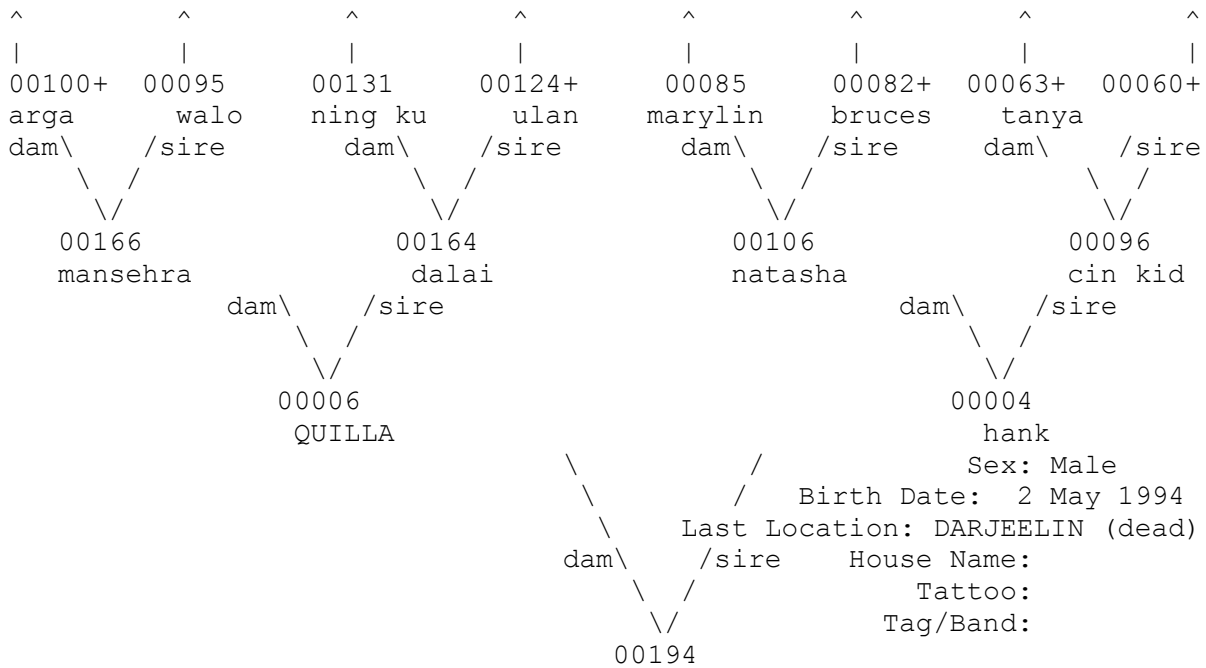 ^ ^ ^ ^ ^ ^ ^ ^
| | | | | | | |
00100+ 00095 00131 00124+ 00085 00082+ 00063+ 00060+
arga walo ning ku ulan marylin bruces tanya
dam\ /sire dam\ /sire dam\ /sire dam\ /sire
\ / \ / \ / \ /
\/ \/ \/ \/
00166 00164 00106 00096
mansehra dalai natasha cin kid
dam\ /sire dam\ /sire
\ / \ /
\/ \/
00006 00004
QUILLA hank
\ / Sex: Male
\ / Birth Date: 2 May 1994
\ Last Location: DARJEELIN (dead)
dam\ /sire House Name:
\ / Tattoo:
\/ Tag/Band:
00194